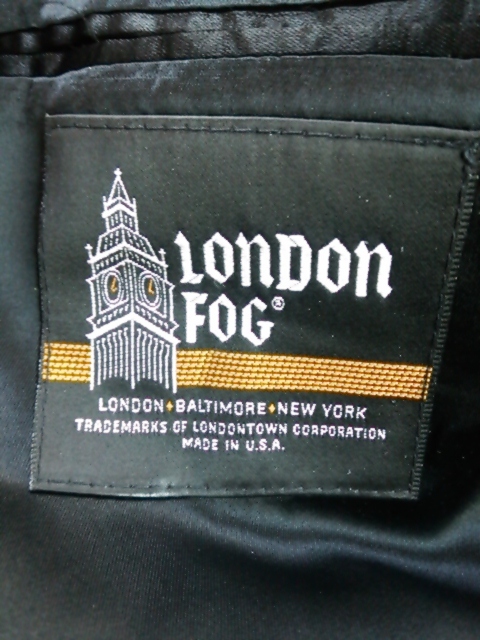 LONDON
FOG®
LONDON♦BALTIMORE♦NEW YORK
TRADEMARKS OF LONDONTOWN CORPORATION
MADE IN U.S.A.